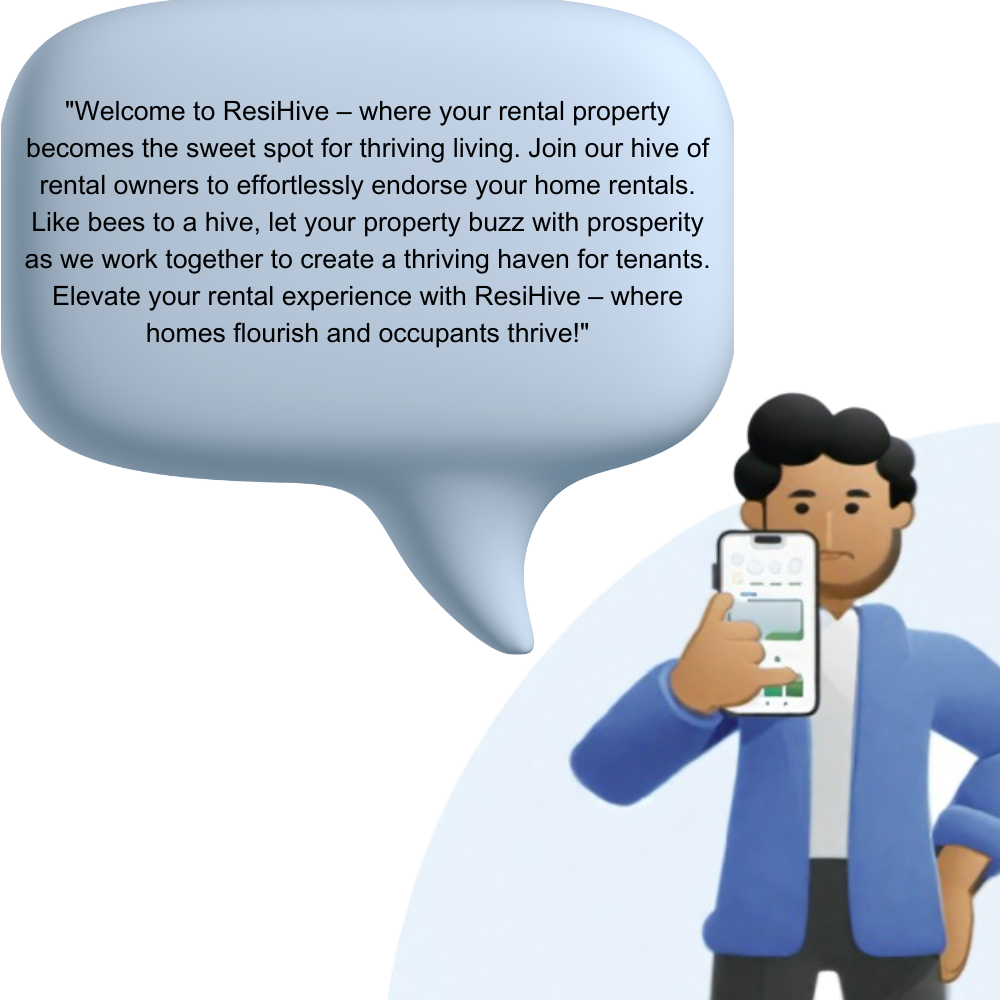 "Welcome to ResiHive – where your rental property
becomes the sweet spot for thriving living. Join our hive of
rental owners to effortlessly endorse your home rentals.
Like bees to a hive, let your property buzz with prosperity
as we work together to create a thriving haven for tenants.
Elevate your rental experience with ResiHive – where
homes flourish and occupants thrive!"